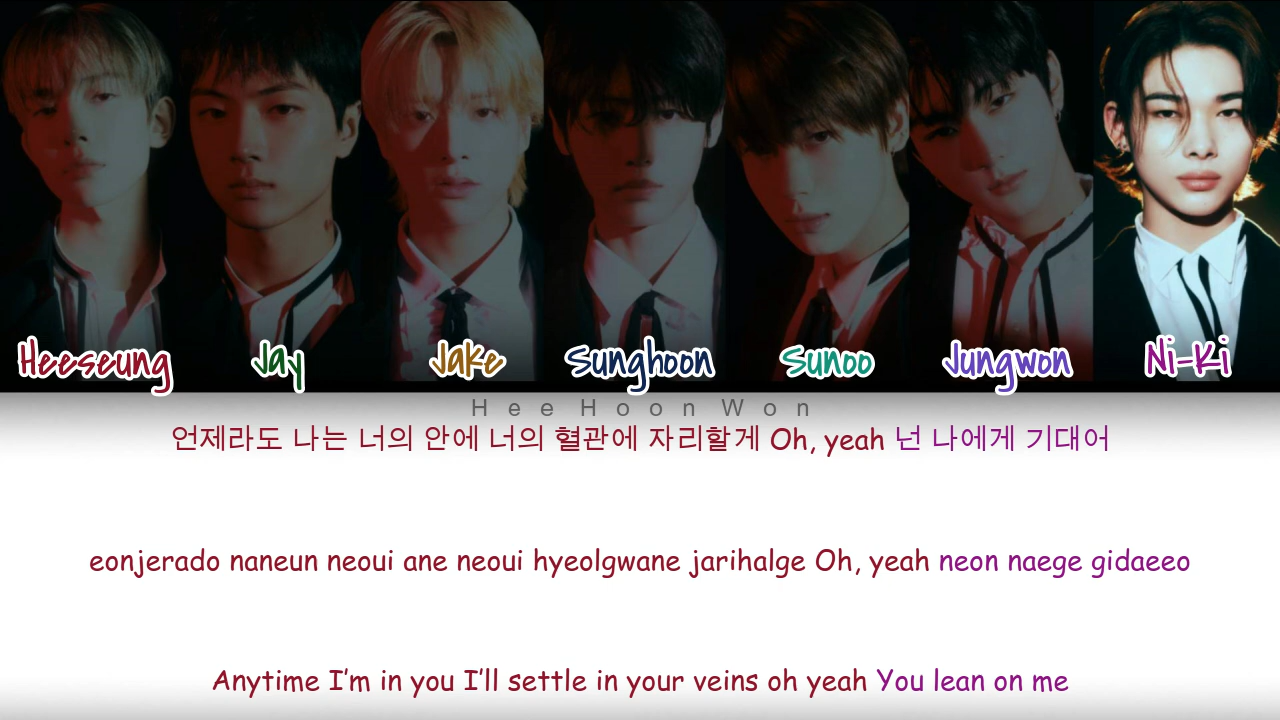 Heeseung Jay Jake Sunghoon Sunoo Jungwon Ni-Ki
HeeHoonWon
언제라도 나는 너의 안에 너의 혈관에 자리할게 Oh, yeah 넌 나에게 기대어
eonjerado naneun neoui ane neoui hyeolgwane jarihalge Oh, yeah neon naege gidaeeo
Anytime I'm in you I'll settle in your veins oh yeah You lean on me